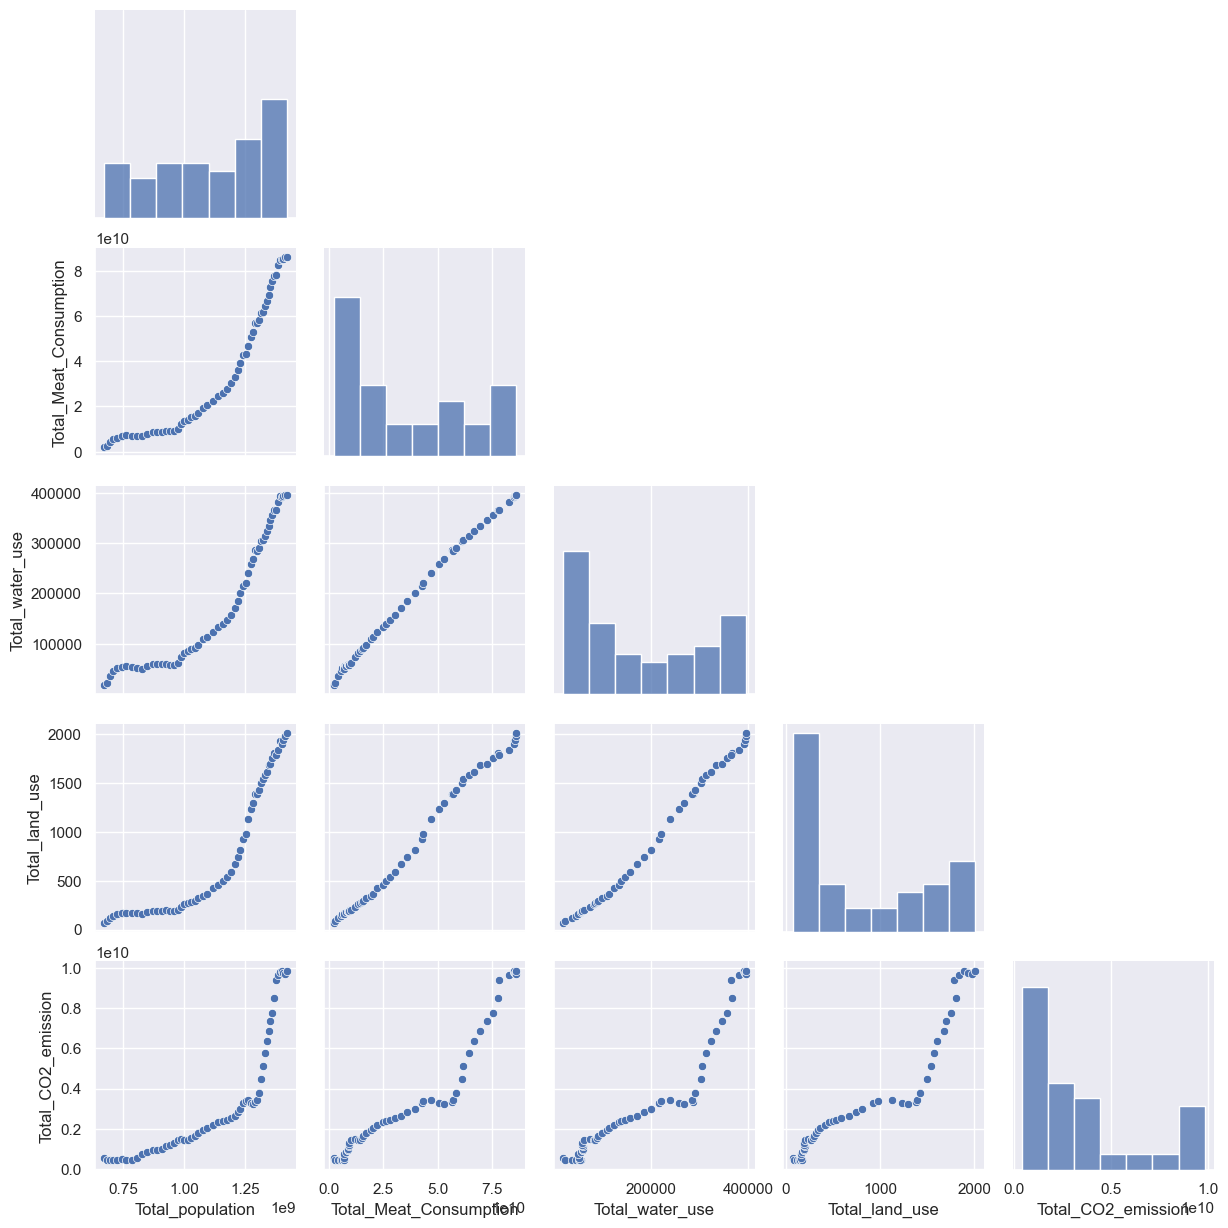 1e10
8
6
4
2
0
Total_Meat_Consumption
400000
300000
200000
100000
Total_water_use
2000
1500
1000
500
0
Total_land_use
1e10
1.0
0.8
0.6
0.4
0.2
0.0
Total_CO2_emission
0.75 1.00 1.25
Total_population
1e9
0.0 2.5 5.0 7.5
Total_Meat_Consumption
1e10
200000 400000
Total_water_use
0 1000 2000
Total_land_use
0.0 0.5 1.0
Total_CO2_emission
1e10